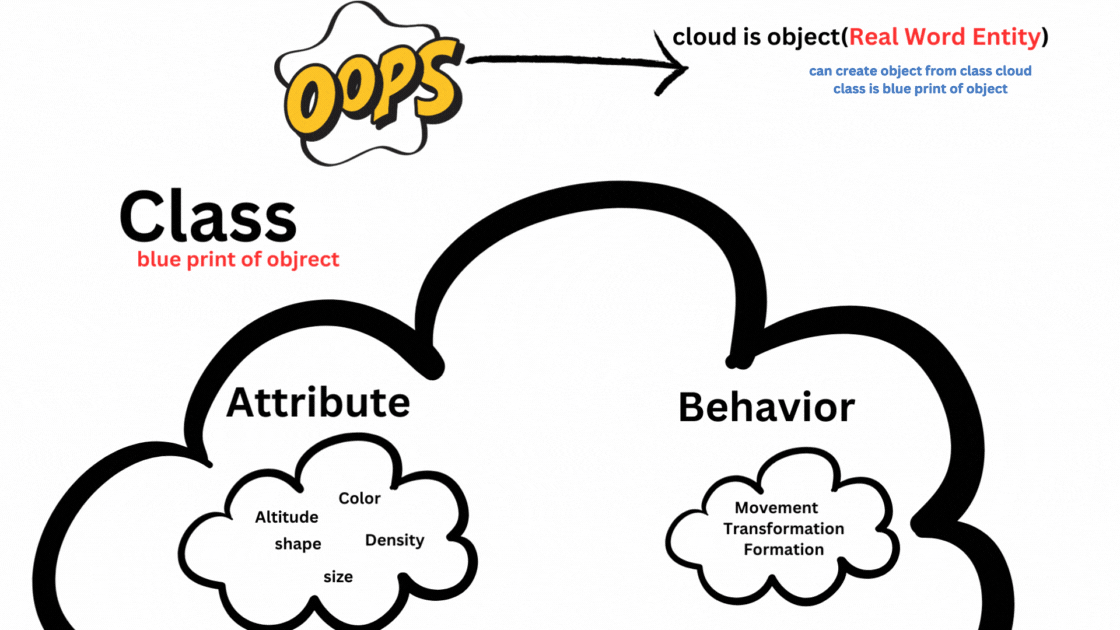 OOPS
cloud is object(Real Word Entity)
can create object from class cloud
class is blue print of object
Class
blue print of objrect
Attribute
Behavior
Color
Altitude
shape
Density
size
Movement
Transformation
Formation